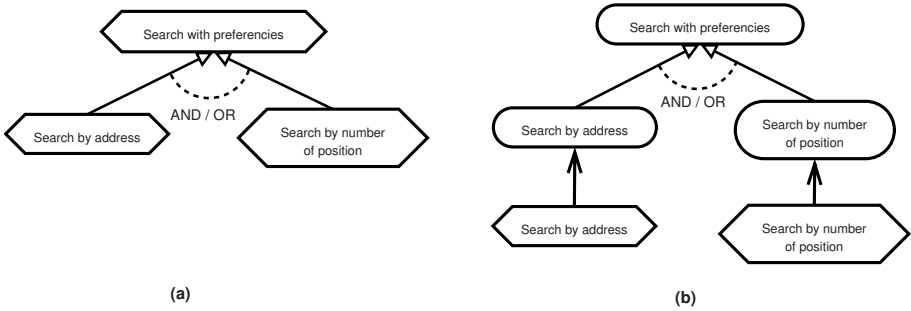 Search with preferencies
AND / OR
Search by address
Search by number
of position
(a)
Search with preferencies
AND / OR
Search by address
Search by number
of position
Search by address
Search by number
of position
(b)